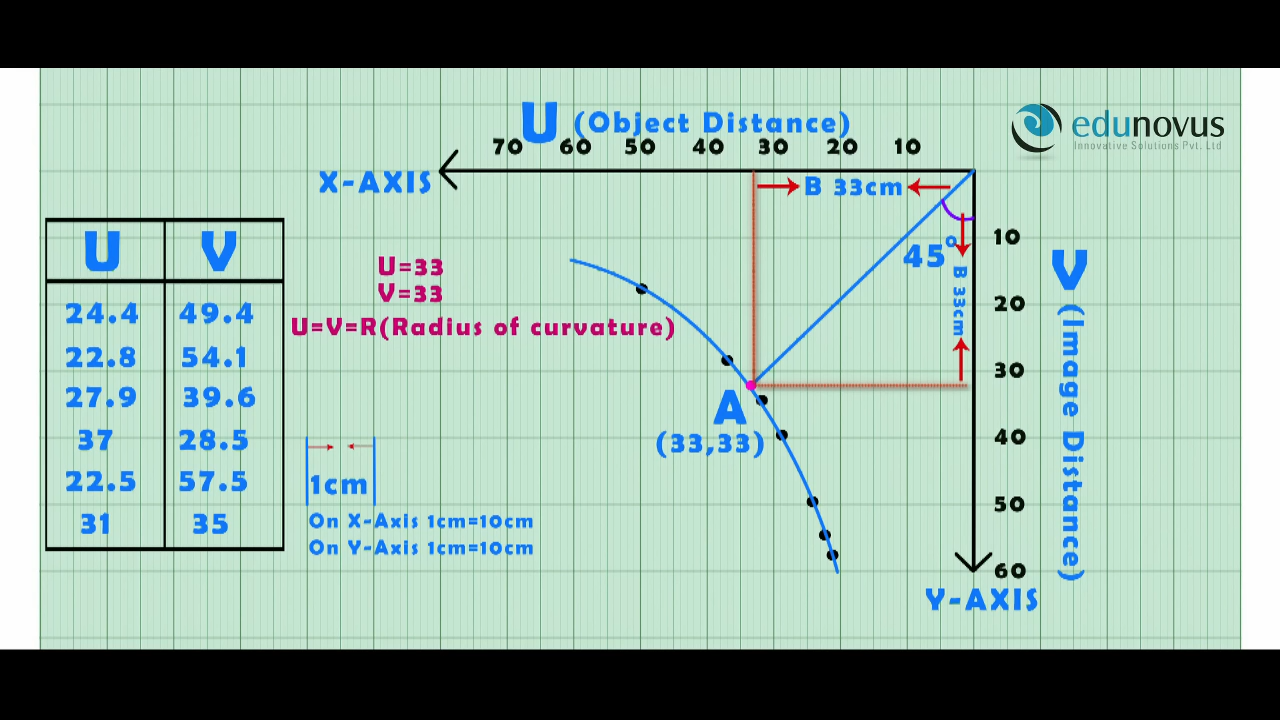 U (Object Distance)
70 60 50 40 30 20 10
edunovus
Innovative Solutions Pvt. Ltd
X-AXIS
B 33cm
U V
24.4 49.4
22.8 54.1
27.9 39.6
37 28.5
22.5 57.5
31 35
U=33
V=33
U=V=R(Radius of curvature)
45°
B 33cm
A
(33,33)
1cm
On X-Axis 1cm=10cm
On Y-Axis 1cm=10cm
10
20
30
40
50
60
V (Image Distance)
Y-AXIS